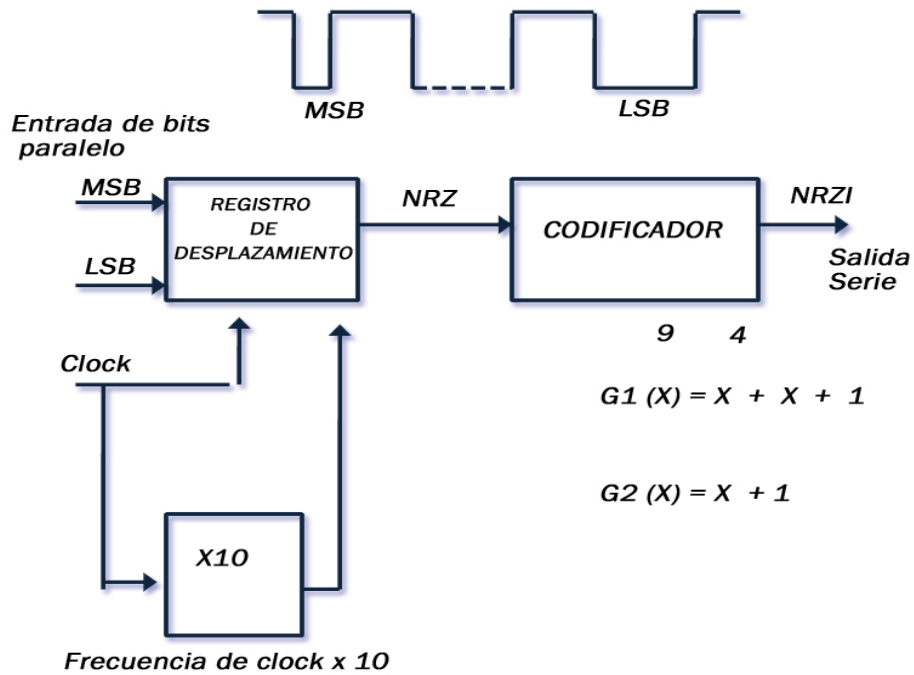 MSB
LSB
Entrada de bits
paralelo
MSB
LSB
REGISTRO
DE
DESPLAZAMIENTO
NRZ
CODIFICADOR
NRZI
Salida
Serie
Clock
9 4
G1 (X) = X + X + 1
G2 (X) = X + 1
X10
Frecuencia de clock x 10